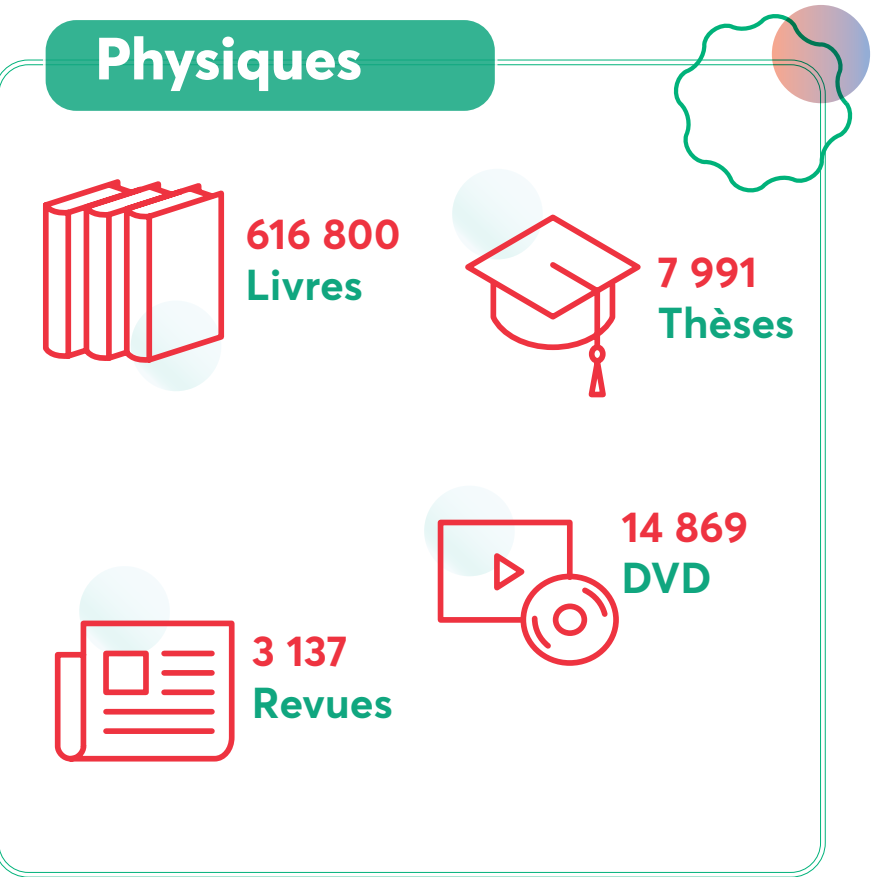 Physiques
616 800
Livres
7 991
Thèses
14 869
DVD
3 137
Revues